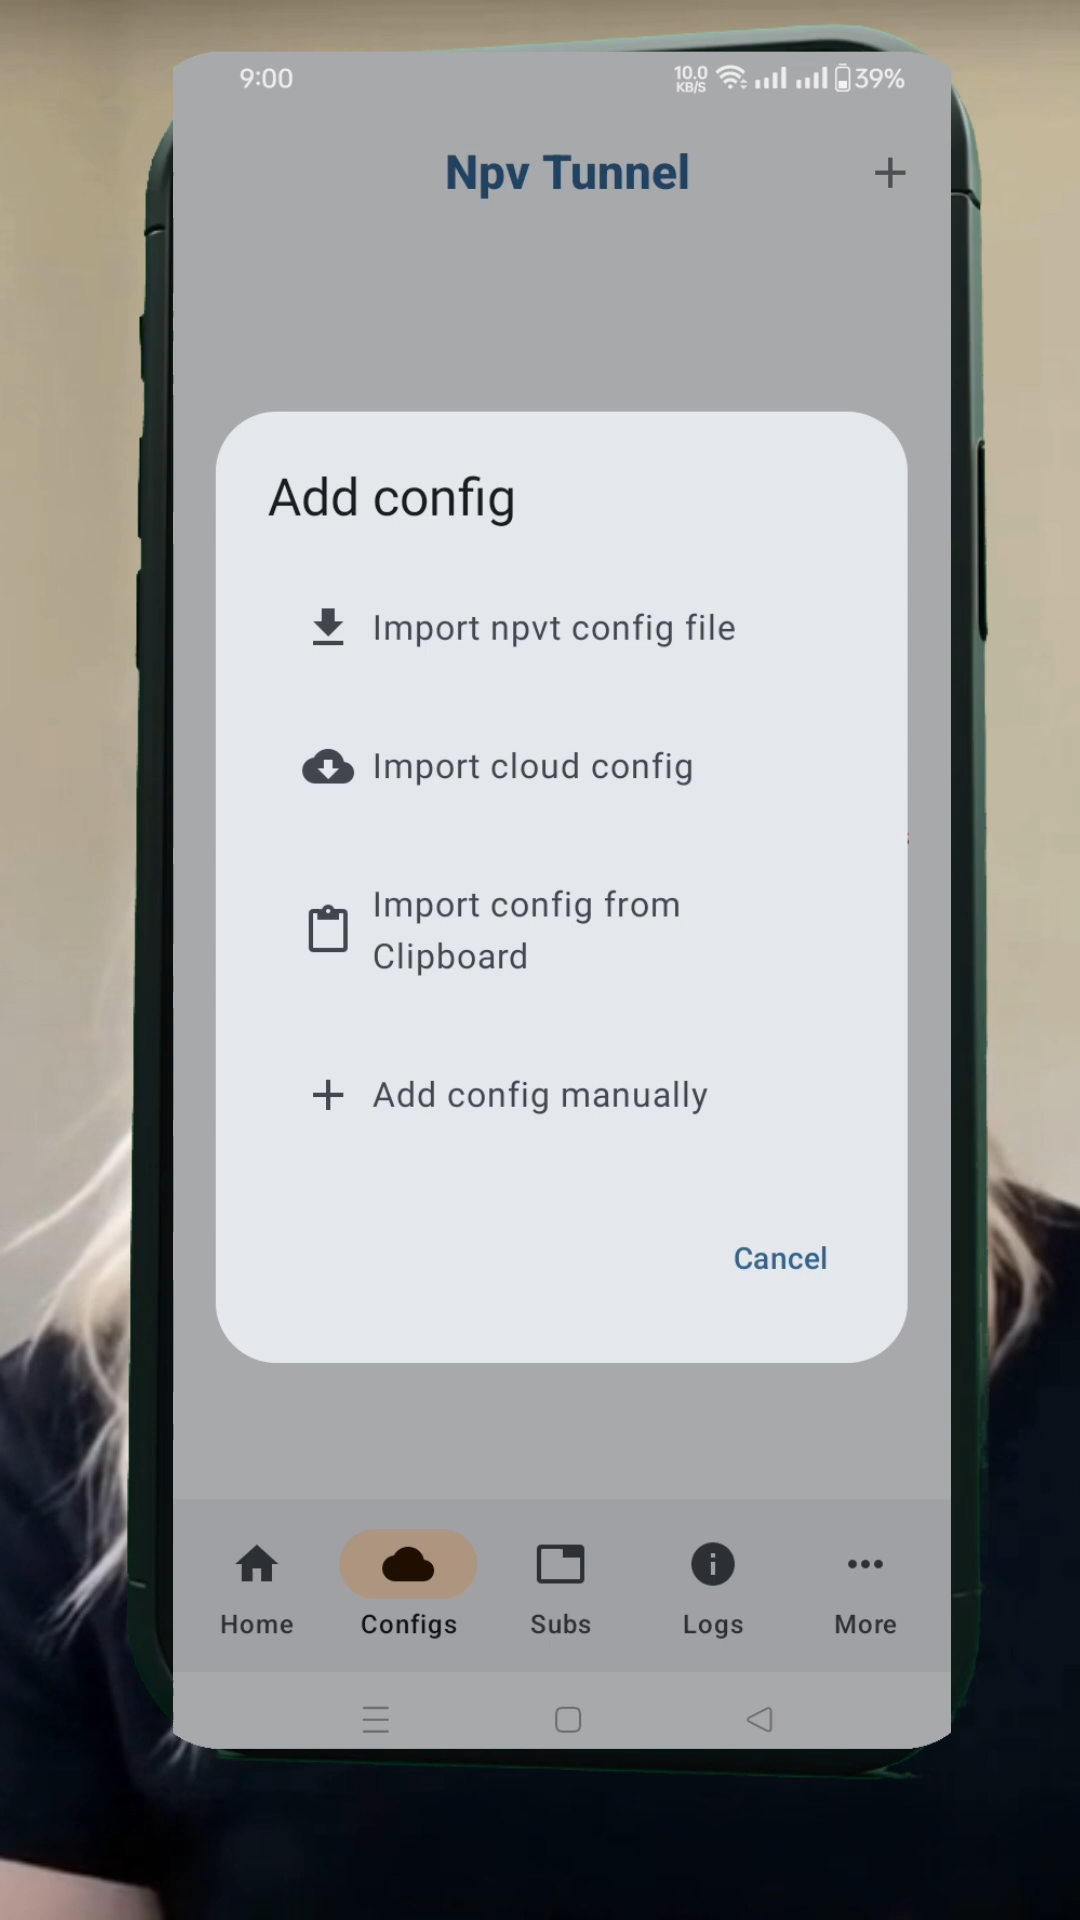 9:00
10.0
KB/S
39%
Npv Tunnel
Add config
Import npvt config file
Import cloud config
Import config from
Clipboard
Add config manually
Cancel
Home
Configs
Subs
Logs
More